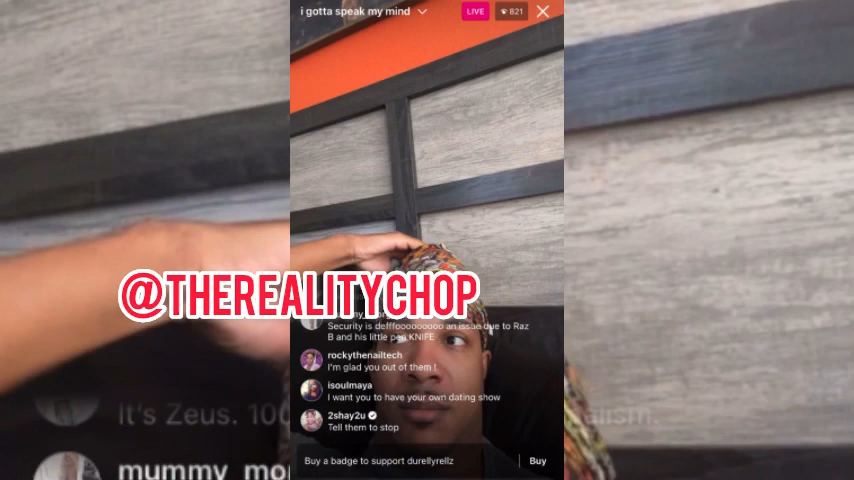 i gotta speak my mind
LIVE
821
@THEREALITYCHOP
Security is defffooooooooo an issue due to Raz
B and his little pen KNIFE
rockythenailtech
I'm glad you out of them !
isoulmaya
I want you to have your own dating show
2shay2u
Tell them to stop
Buy a badge to support durellyrellz
Buy
It's Zeus. 100
alism.
mummy_mo